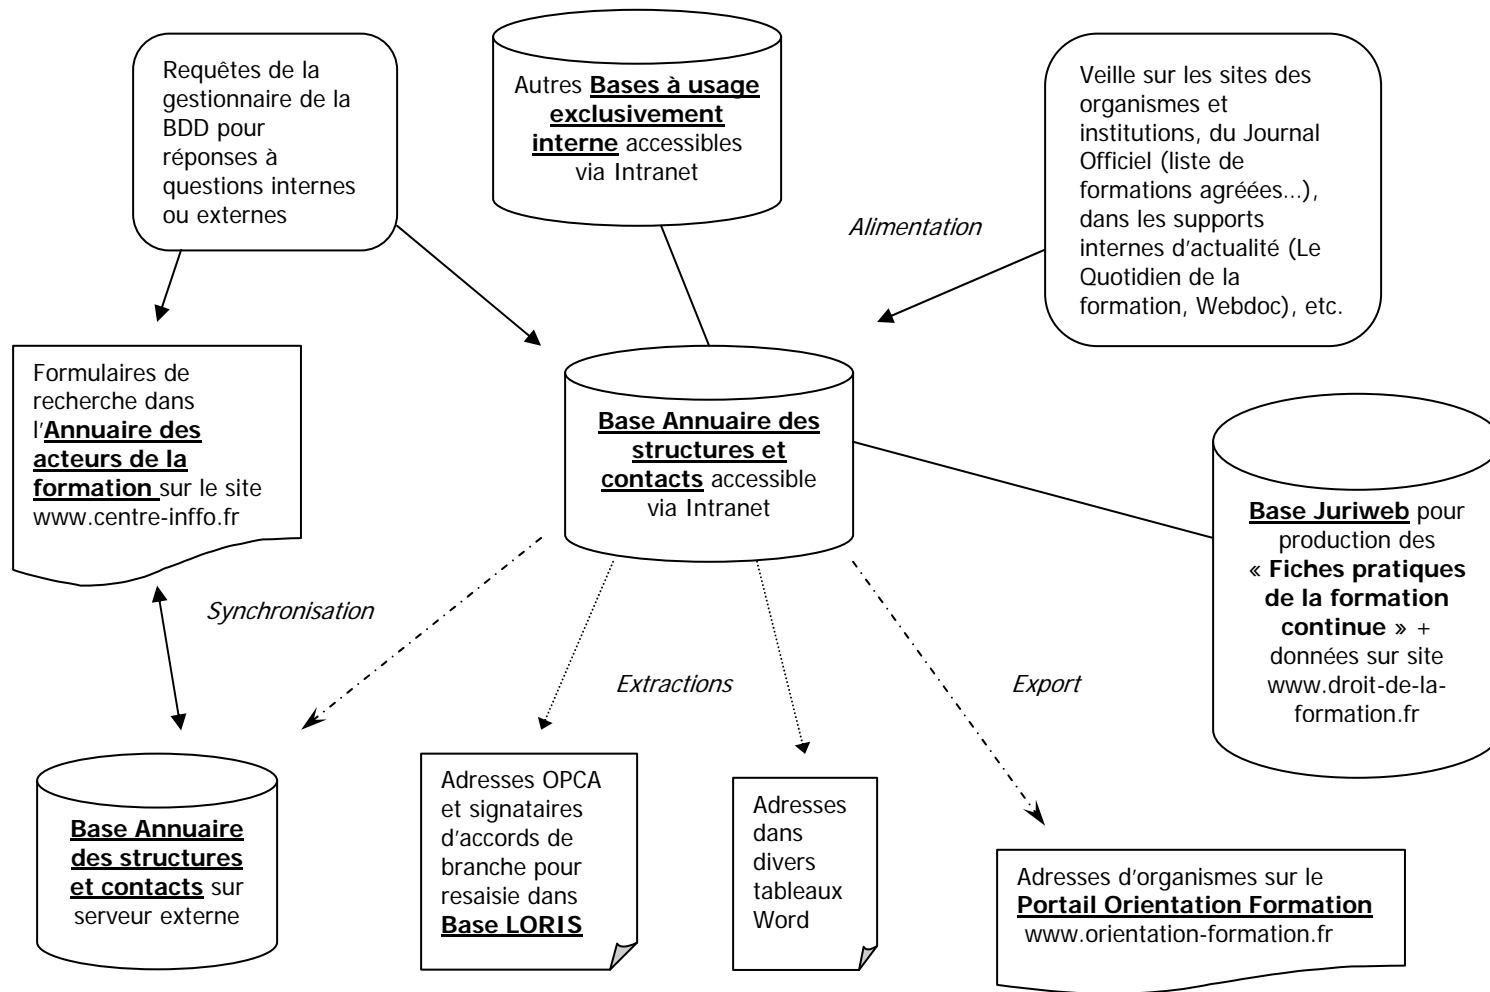 Requêtes de la
gestionnaire de la
BDD pour
réponses à
questions internes
ou externes
Autres Bases à usage
exclusivement
interne accessibles
via Intranet
Veille sur les sites des
organismes et
institutions, du Journal
Officiel (liste de
formations agréées...),
dans les supports
internes d'actualité (Le
Quotidien de la
formation, Webdoc), etc.
Alimentation
Formulaires de
recherche dans
l'Annuaire des
acteurs de la
formation sur le site
www.centre-inffo.fr
Base Annuaire des
structures et
contacts accessible
via Intranet
Base Juriweb pour
production des
« Fiches pratiques
de la formation
continue » +
données sur site
www.droit-de-la-
formation.fr
Synchronisation
Extractions
Export
Base Annuaire
des structures
et contacts sur
serveur externe
Adresses OPCA
et signataires
d'accords de
branche pour
resaisie dans
Base LORIS
Adresses
dans
divers
tableaux
Word
Adresses d'organismes sur le
Portail Orientation Formation
www.orientation-formation.fr